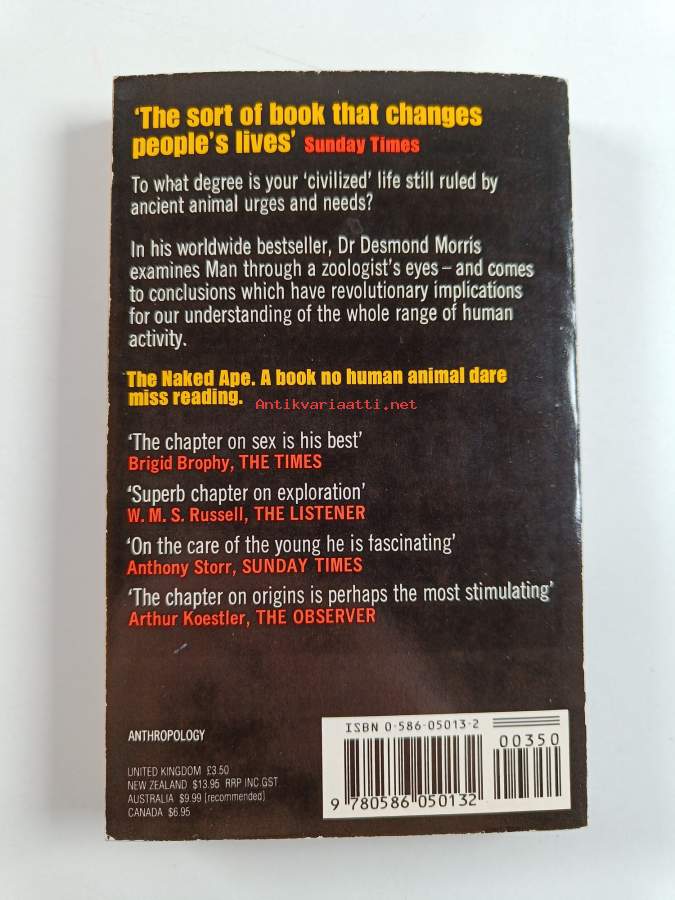 ‘The sort of book that changes
people’s lives’ Sunday Times
To what degree is your ‘civilized’ life still ruled by
ancient animal urges and needs?
In his worldwide bestseller, Dr Desmond Morris
examines Man through a zoologist’s eyes – and comes
to conclusions which have revolutionary implications
for our understanding of the whole range of human
activity.
The Naked Ape. A book no human animal dare
miss reading.
Antikvariaatti.net
‘The chapter on sex is his best’
Brigid Brophy, THE TIMES
‘Superb chapter on exploration’
W. M. S. Russell, THE LISTENER
‘On the care of the young he is fascinating’
Anthony Storr, SUNDAY TIMES
‘The chapter on origins is perhaps the most stimulating’
Arthur Koestler, THE OBSERVER
ANTHROPOLOGY
UNITED KINGDOM £3.50
NEW ZEALAND $13.95 RRP INC.GST.
AUSTRALIA $9.99 (recommended)
CANADA $6.95
ISBN 0-586-05013-2
00350
9 780586 050132